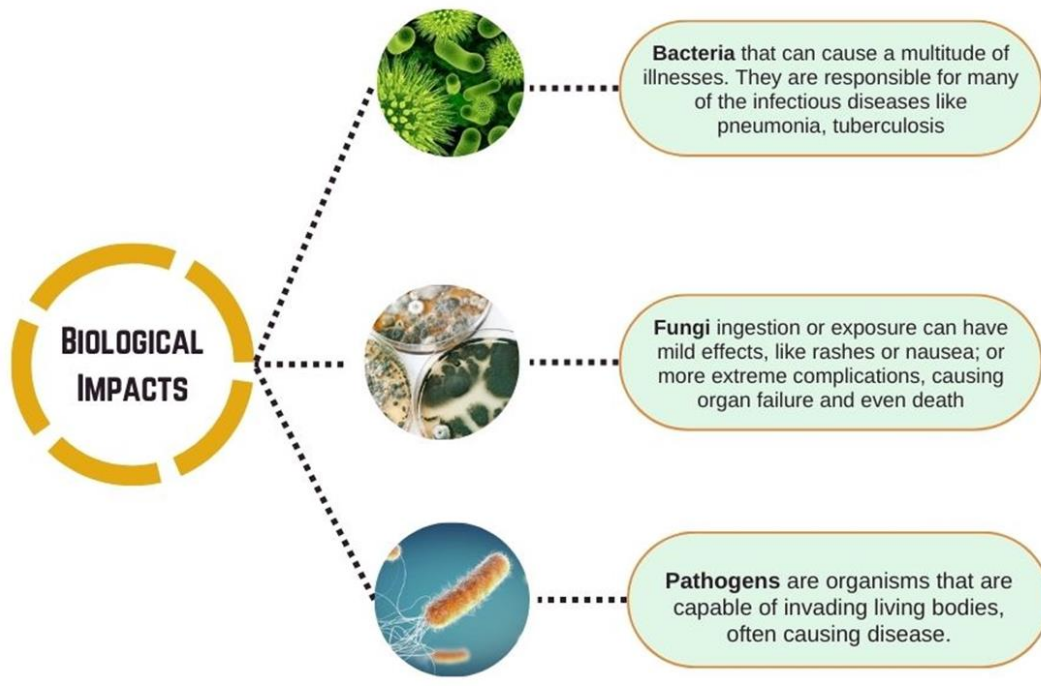 BIOLOGICAL
IMPACTS
Bacteria that can cause a multitude of
illnesses. They are responsible for many
of the infectious diseases like
pneumonia, tuberculosis
Fungi ingestion or exposure can have
mild effects, like rashes or nausea; or
more extreme complications, causing
organ failure and even death
Pathogens are organisms that are
capable of invading living bodies,
often causing disease.